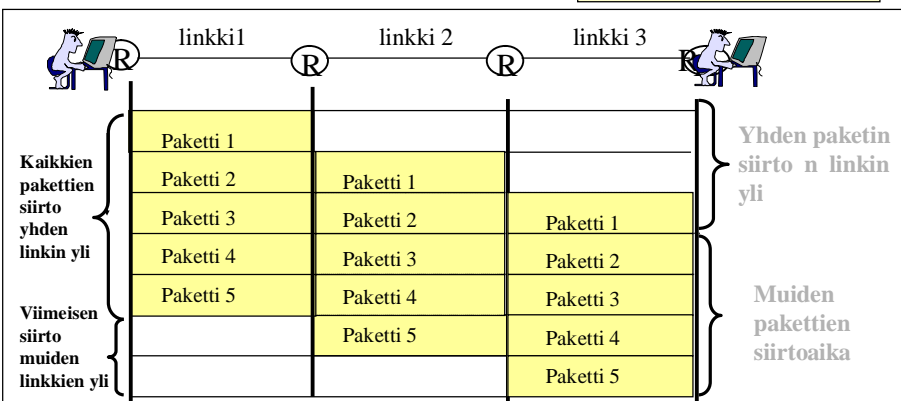 linkki1 linkki 2 linkki 3
R R R R
Kaikkien
pakettien
siirto
yhden
linkin yli
Viimeisen
siirto
muiden
linkkien yli
Paketti 1
Paketti 2
Paketti 3
Paketti 4
Paketti 5
Paketti 1
Paketti 2
Paketti 3
Paketti 4
Paketti 5
Paketti 1
Paketti 2
Paketti 3
Paketti 4
Paketti 5
Yhden paketin
siirto n linkin
yli
Muiden
pakettien
siirtoaika